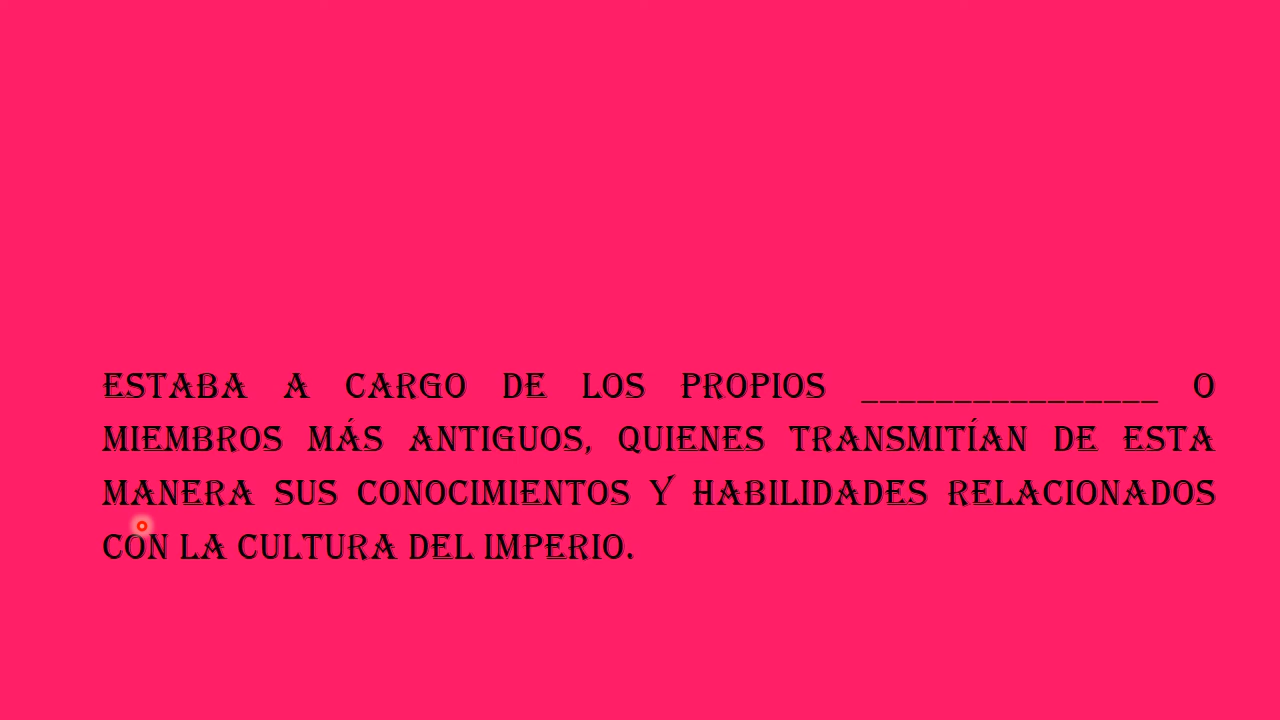 ESTABA A CARGO DE LOS PROPIOS ________________ O
MIEMBROS MÁS ANTIGUOS, QUIENES TRANSMITÍAN DE ESTA
MANERA SUS CONOCIMIENTOS Y HABILIDADES RELACIONADOS
CON LA CULTURA DEL IMPERIO.